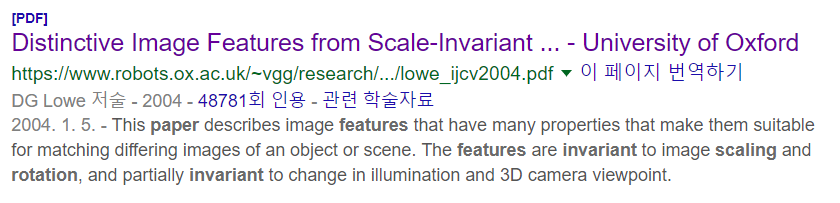 [PDF]
Distinctive Image Features from Scale-Invariant ... - University of Oxford
https://www.robots.ox.ac.uk/~vgg/research/.../lowe_ijcv2004.pdf ▼ 이 페이지 번역하기
DG Lowe 저술 - 2004 - 48781회 인용 - 관련 학술자료
2004. 1. 5. - This paper describes image features that have many properties that make them suitable
for matching differing images of an object or scene. The features are invariant to image scaling and
rotation, and partially invariant to change in illumination and 3D camera viewpoint.